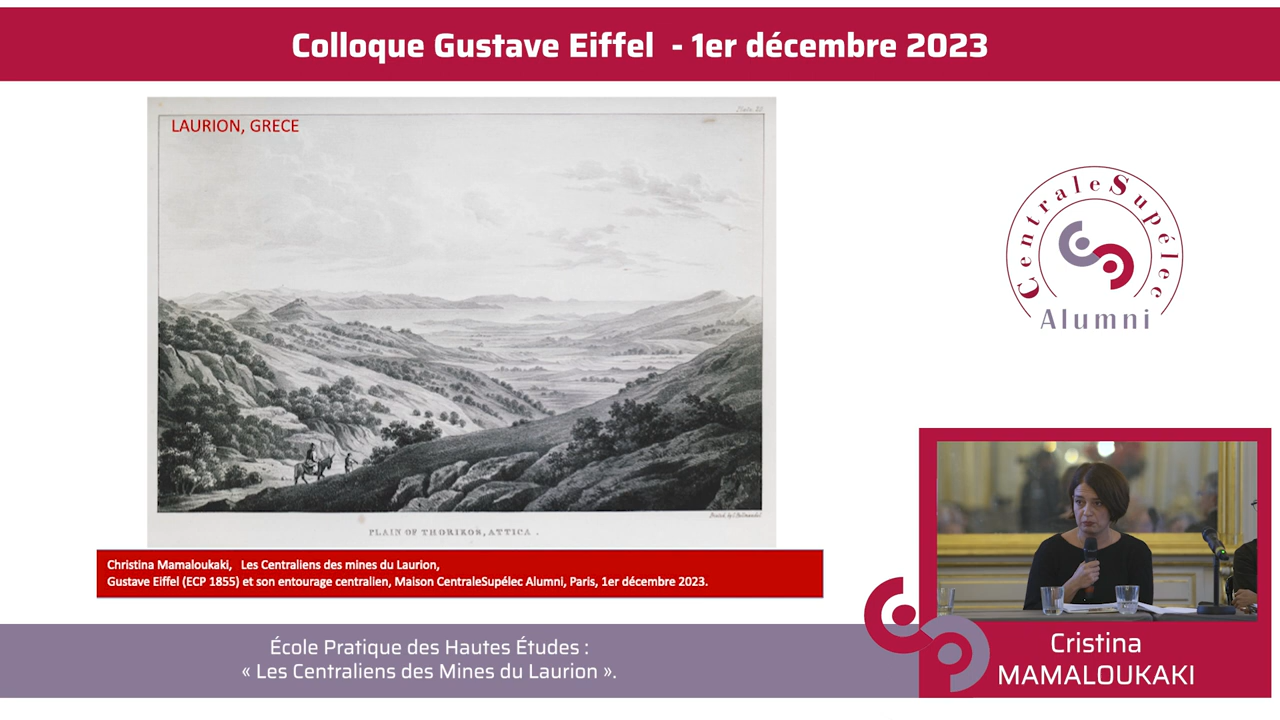 Colloque Gustave Eiffel - 1er décembre 2023
LAURION, GRECE
PLAIN OF THORIKOS, ATTICA .
Christina Mamaloukaki, Les Centraliens des mines du Laurion,
Gustave Eiffel (ECP 1855) et son entourage centralien, Maison CentraleSupélec Alumni, Paris, 1er décembre 2023.
CentraleSupélec
Alumni
École Pratique des Hautes Études :
« Les Centraliens des Mines du Laurion ».
Cristina
MAMALOUKAKI